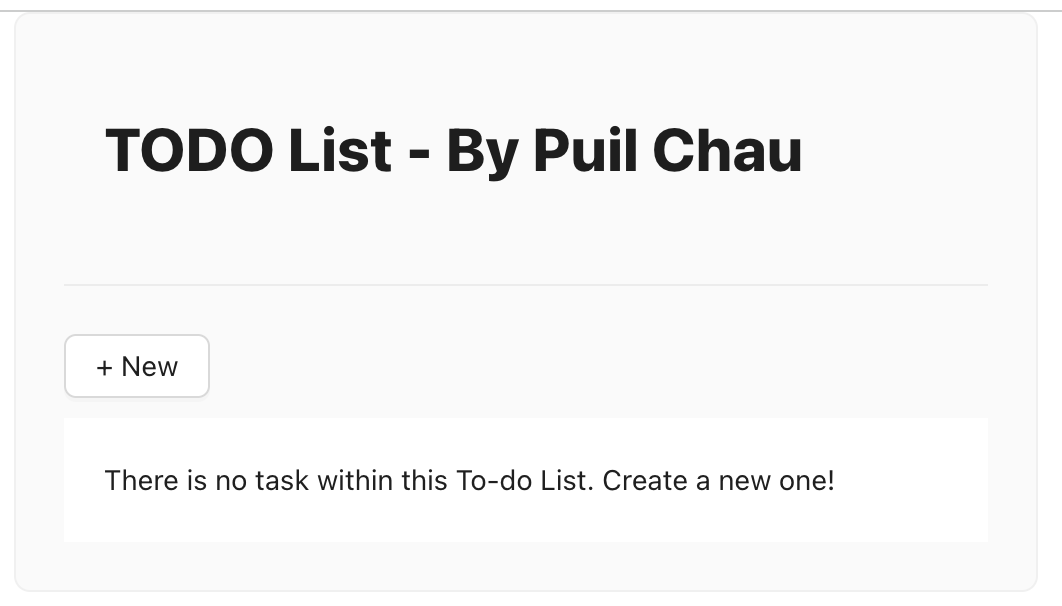 TODO List - By Puil Chau
+ New
There is no task within this To-do List. Create a new one!